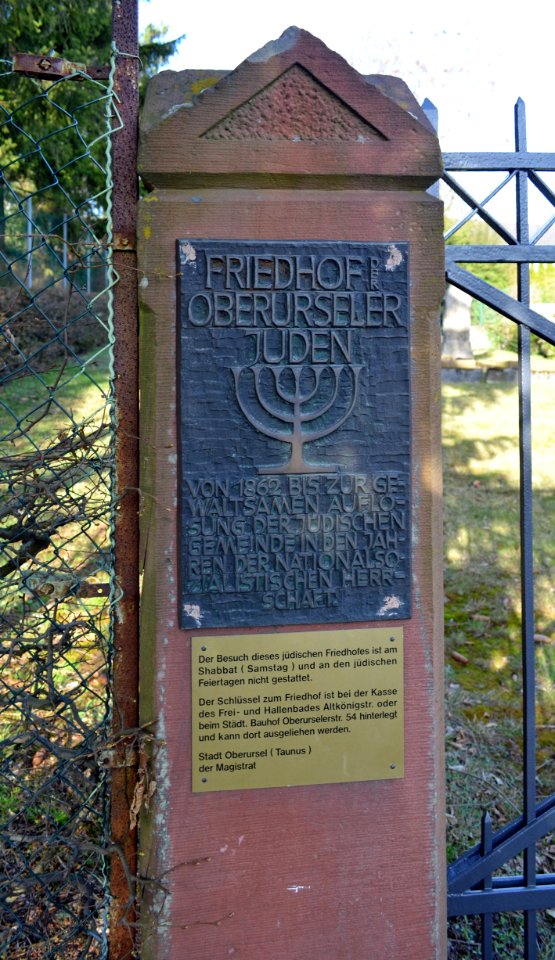 FRIEDHOF DER
OBERURSELER
JUDEN
VON 1862 BIS ZUR GE-
WALTSAMEN AUFLÖ-
SUNG DER JÜDISCHEN
GEMEINDE IN DEN JAH-
REN DER NATIONALSO-
ZIALISTISCHEN HERR-
SCHAFT.
Der Besuch dieses jüdischen Friedhofes ist am
Shabbat ( Samstag ) und an den jüdischen
Feiertagen nicht gestattet.
Der Schlüssel zum Friedhof ist bei der Kasse
des Frei- und Hallenbades Altkönigstr. oder
beim Städt. Bauhof Oberurselerstr. 54 hinterlegt
und kann dort ausgeliehen werden.
Stadt Oberursel ( Taunus )
der Magistrat